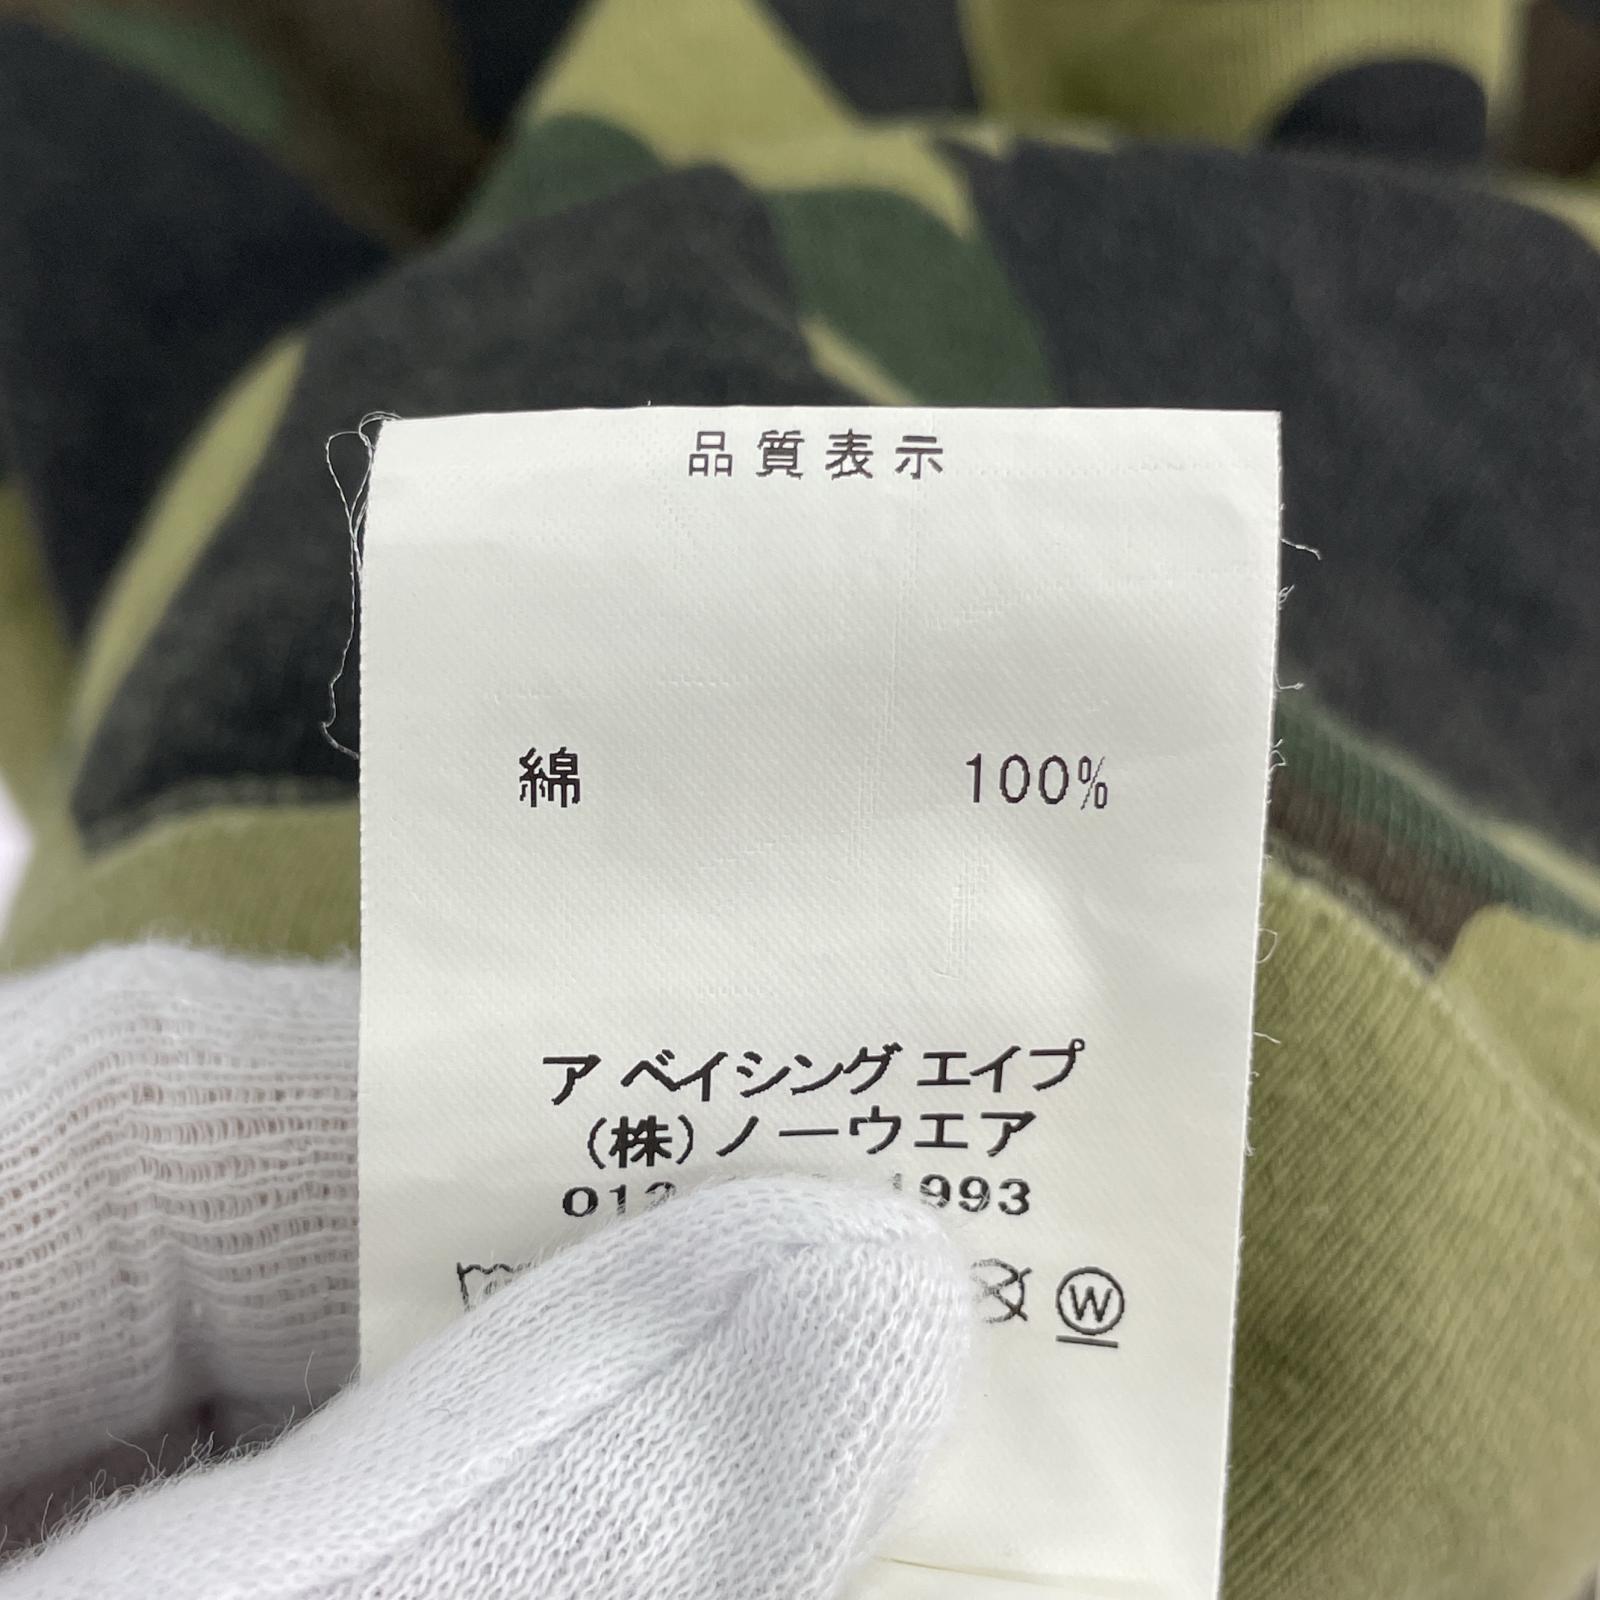 品質表示
綿 100%
ア ベイシング エイプ
(株)ノーウエア
993
W